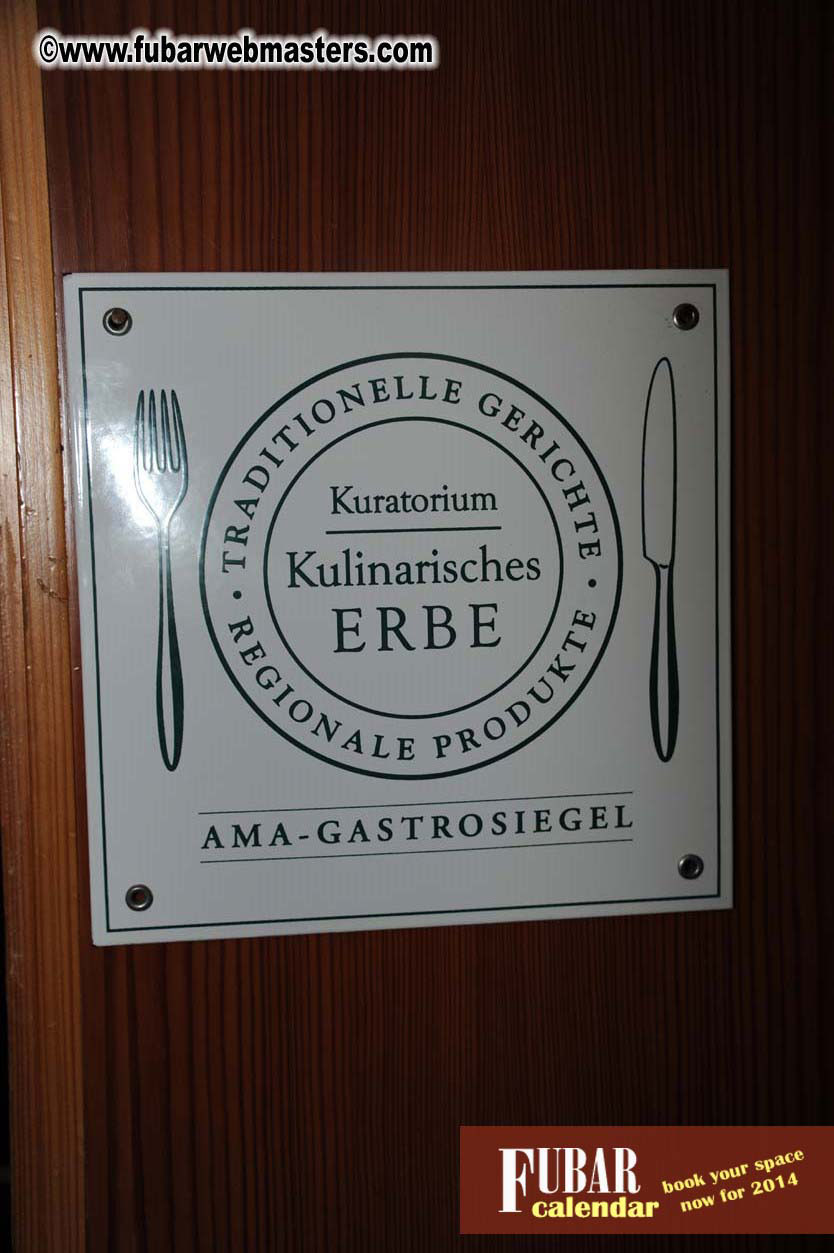 ©www.fubarwebmasters.com
TRADITIONELLE GERICHTE
Kuratorium
Kulinarisches
ERBE
• REGIONALE PRODUKTE •
AMA-GASTROSIEGEL
FUBAR
calendar
book your space
now for 2014